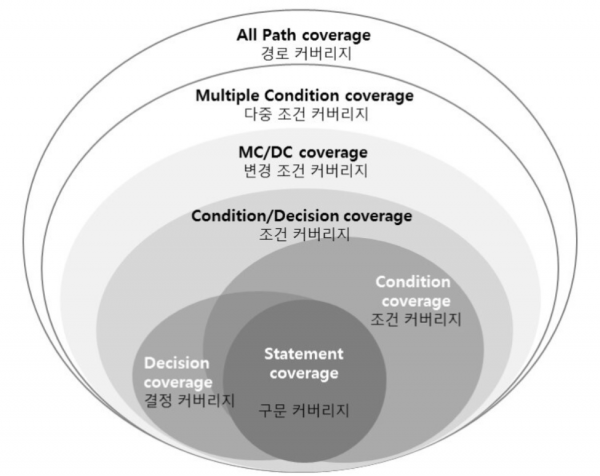 All Path coverage
경로 커버리지
Multiple Condition coverage
다중 조건 커버리지
MC/DC coverage
변경 조건 커버리지
Condition/Decision coverage
조건 커버리지
Condition
coverage
조건 커버리지
Decision
coverage
결정 커버리지
Statement
coverage
구문 커버리지